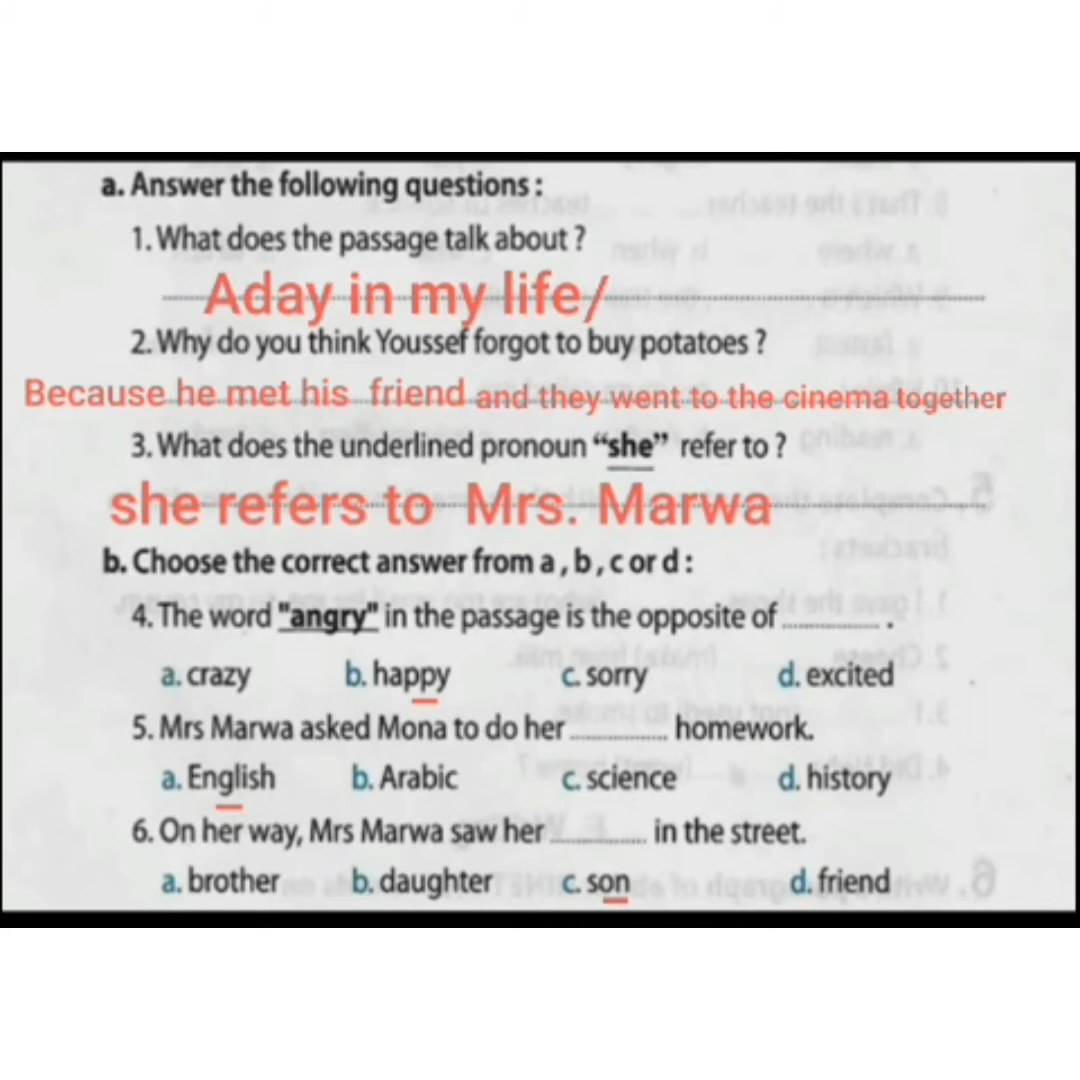 a. Answer the following questions :
1. What does the passage talk about ?
Aday in my life/
2. Why do you think Youssef forgot to buy potatoes ?
Because he met his friend and they went to the cinema together
3. What does the underlined pronoun “she” refer to ?
she refers to Mrs. Marwa
b. Choose the correct answer from a , b , c or d :
4. The word "angry" in the passage is the opposite of ............ .
a. crazy b. happy c. sorry d. excited
5. Mrs Marwa asked Mona to do her ............ homework.
a. English b. Arabic c. science d. history
6. On her way, Mrs Marwa saw her ............ in the street.
a. brother b. daughter c. son d. friend